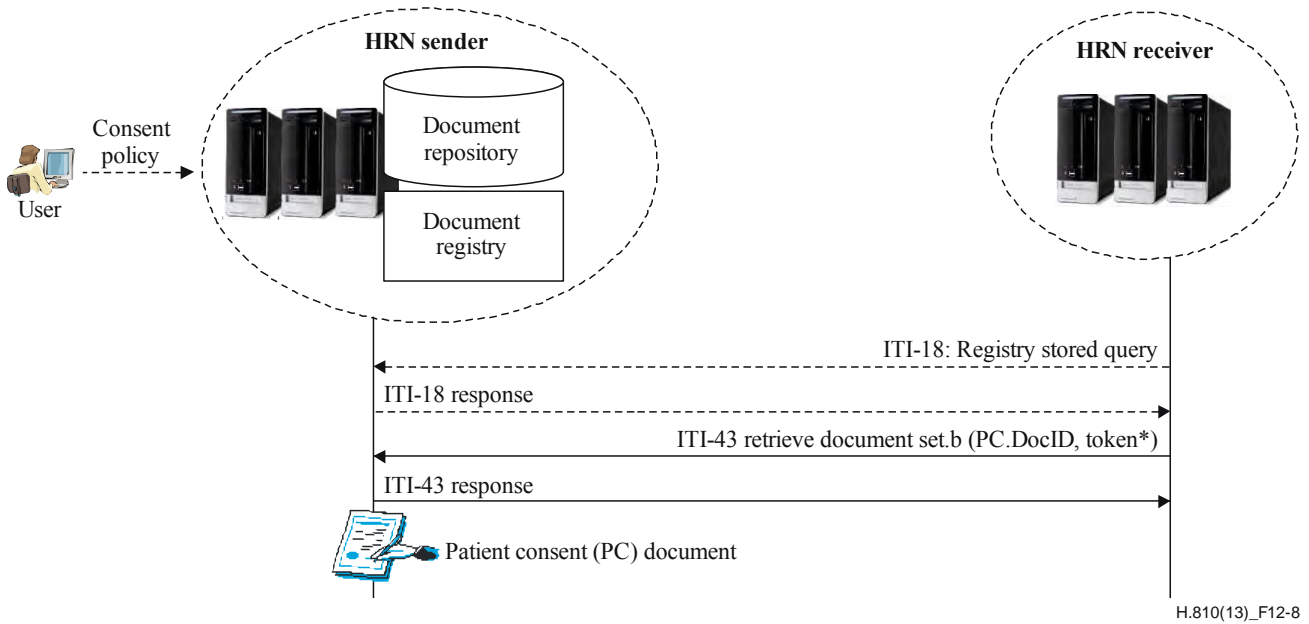 HRN sender
HRN receiver
Document
repository
Consent
policy
User
Document
registry
ITI-18: Registry stored query
ITI-18 response
ITI-43 retrieve document set.b (PC.DocID, token*)
ITI-43 response
Patient consent (PC) document
H.810(13)_F12-8